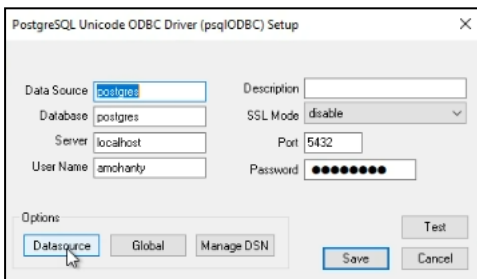 PostgreSQL Unicode ODBC Driver (psqlODBC) Setup
Data Source postgres
Description
Database postgres
SSL Mode disable
Server localhost
Port 5432
User Name amohanty
Password ●●●●●●●●
Options
Datasource Global Manage DSN
Test
Save Cancel